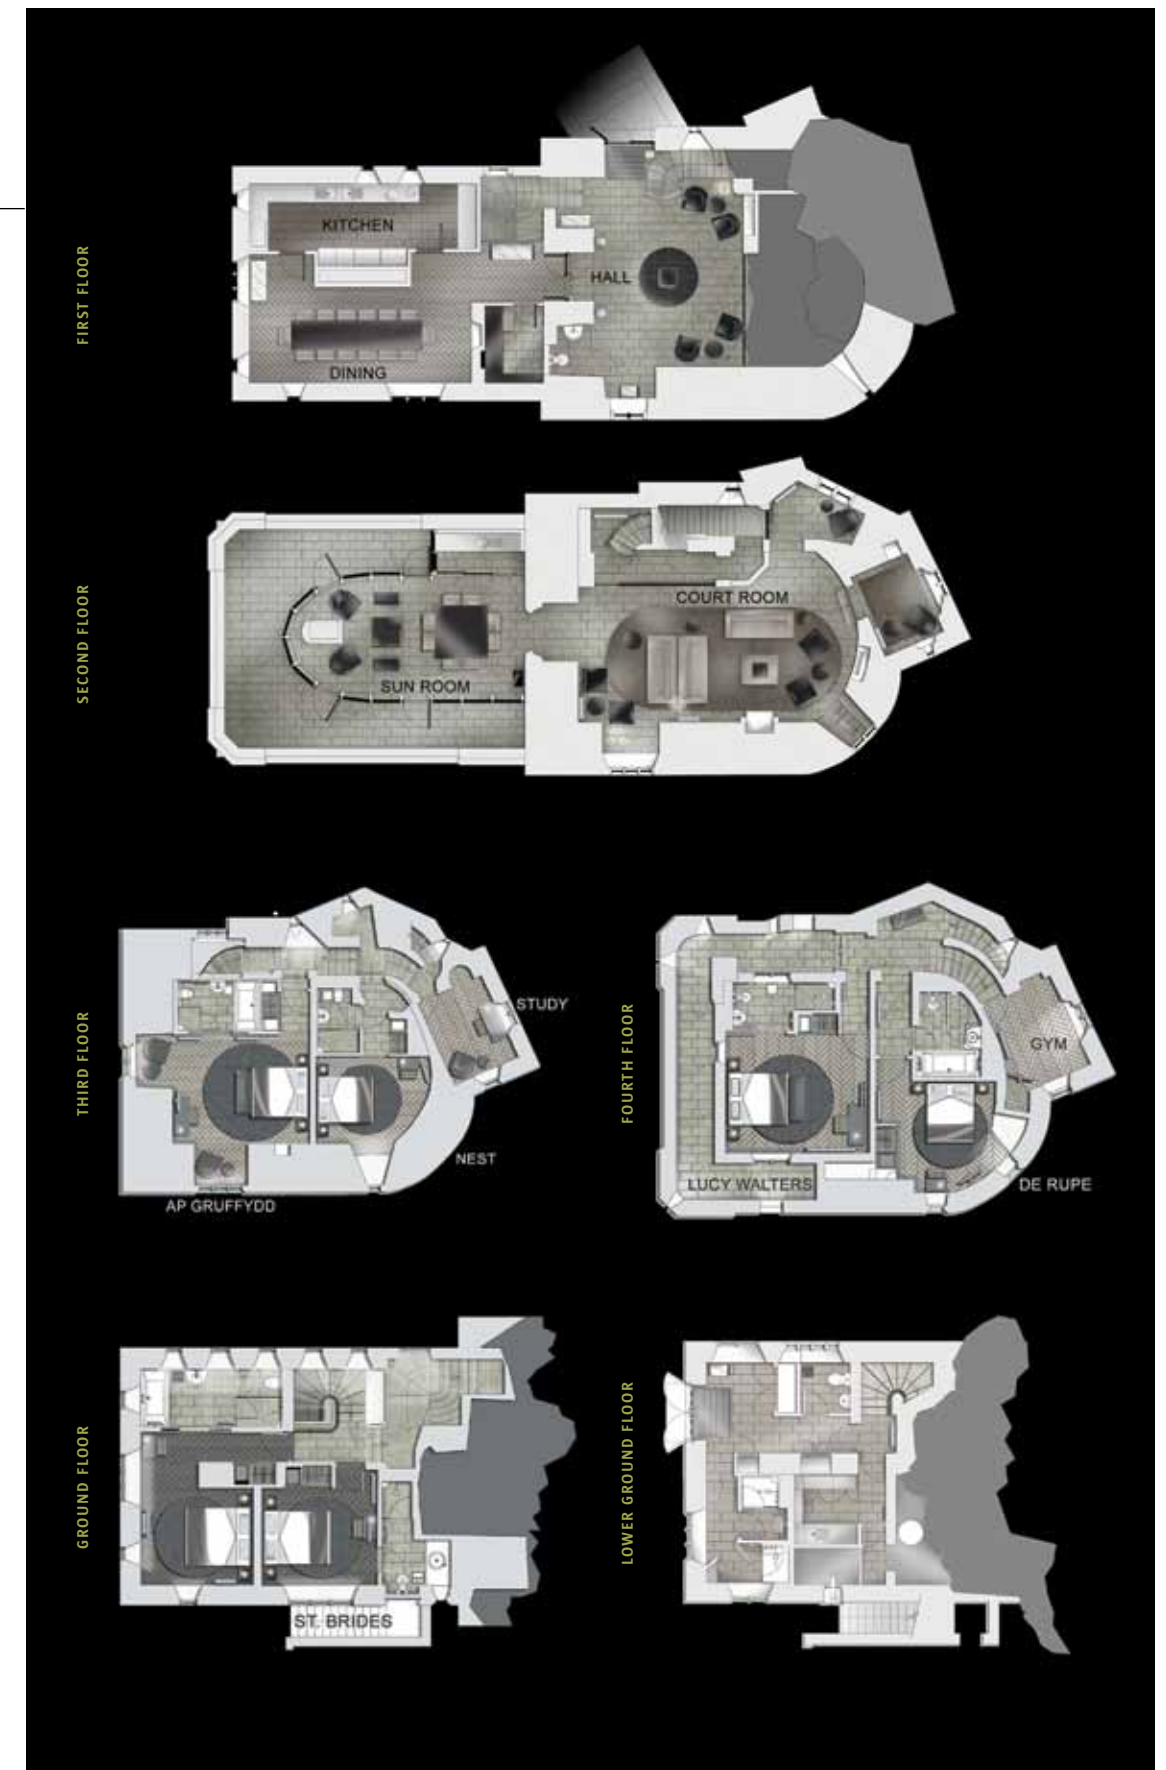 FIRST FLOOR
KITCHEN
HALL
DINING
SECOND FLOOR
COURT ROOM
SUN ROOM
THIRD FLOOR
STUDY
NEST
AP GRUFFYDD
FOURTH FLOOR
GYM
LUCY WALTERS
DE RUPE
GROUND FLOOR
ST. BRIDES
LOWER GROUND FLOOR